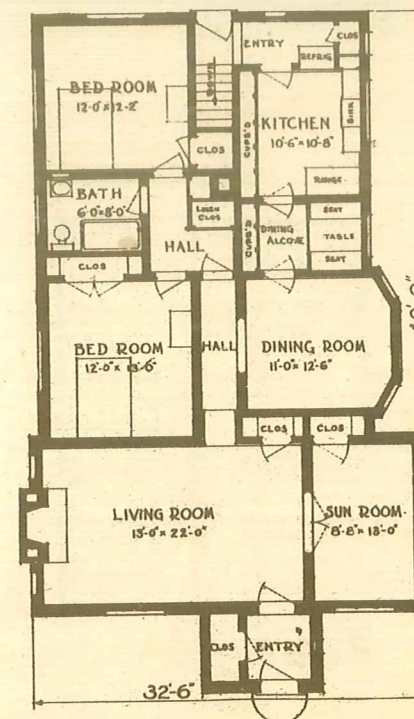 ENTRY
CLOS
REFRIG.
DOWN
BED ROOM
12'-0" x 12'-2"
CLOS
CUPB'D
KITCHEN
10'-6" x 10'-8"
SINK
RANGE
BATH
6'-0" x 8'-0"
LINEN
CLOS
HALL
CUPB'D
DINING
ALCOVE
SEAT
TABLE
SEAT
CLOS
BED ROOM
12'-0" x 13'-6"
HALL
DINING ROOM
11'-0" x 12'-6"
CLOS
CLOS
LIVING ROOM
13'-0" x 22'-0"
SUN ROOM
8'-8" x 13'-0"
CLOS
ENTRY
32'-6"